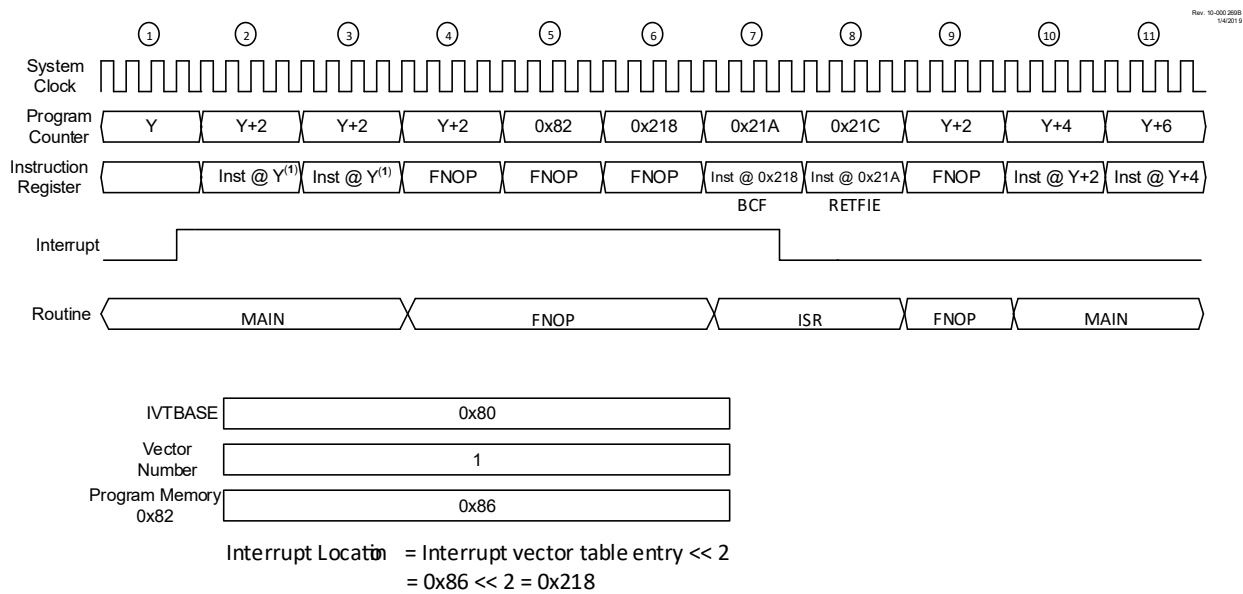 Rev. 10-000269B
1/4/2019
1 2 3 4 5 6 7 8 9 10 11
System
Clock
Program
Counter
Y Y+2 Y+2 Y+2 0x82 0x218 0x21A 0x21C Y+2 Y+4 Y+6
Instruction
Register
Inst @ Y(1) Inst @ Y(1) FNOP FNOP FNOP Inst @ 0x218 Inst @ 0x21A FNOP Inst @ Y+2 Inst @ Y+4
BCF RETFIE
Interrupt
Routine MAIN FNOP ISR FNOP MAIN
IVTBASE 0x80
Vector
Number
1
Program Memory
0x82
0x86
Interrupt Location = Interrupt vector table entry << 2
= 0x86 << 2 = 0x218